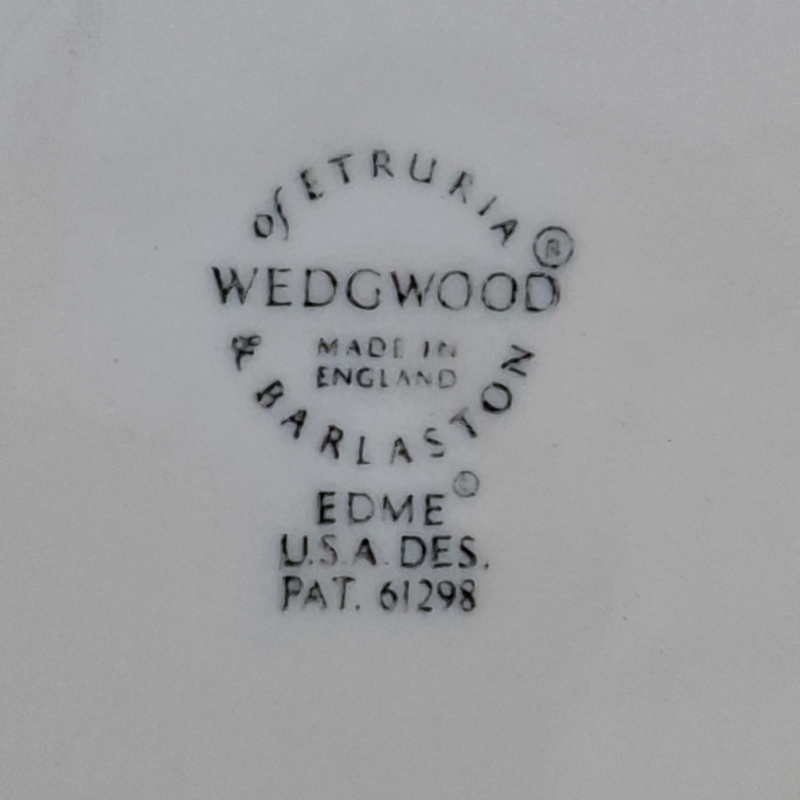 of ETRURIA
WEDGWOOD®
MADE IN
ENGLAND
& BARLASTON
EDME©
U.S.A. DES.
PAT. 61298